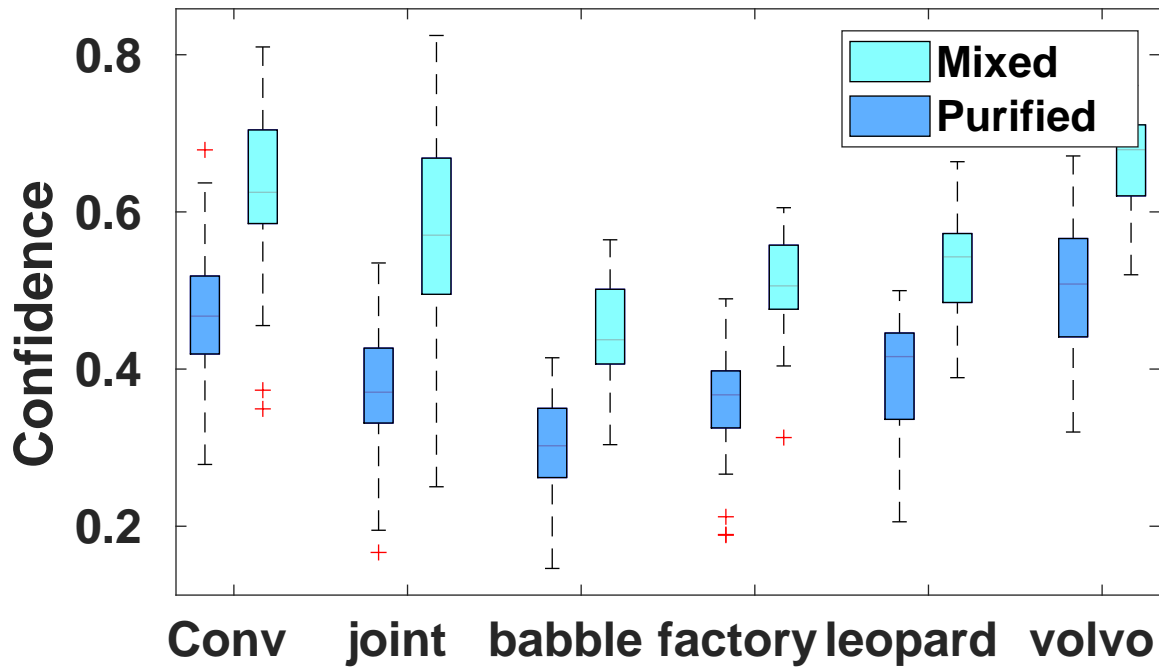 Mixed
Purified
Confidence
0.8
0.6
0.4
0.2
Conv joint babble factory leopard volvo